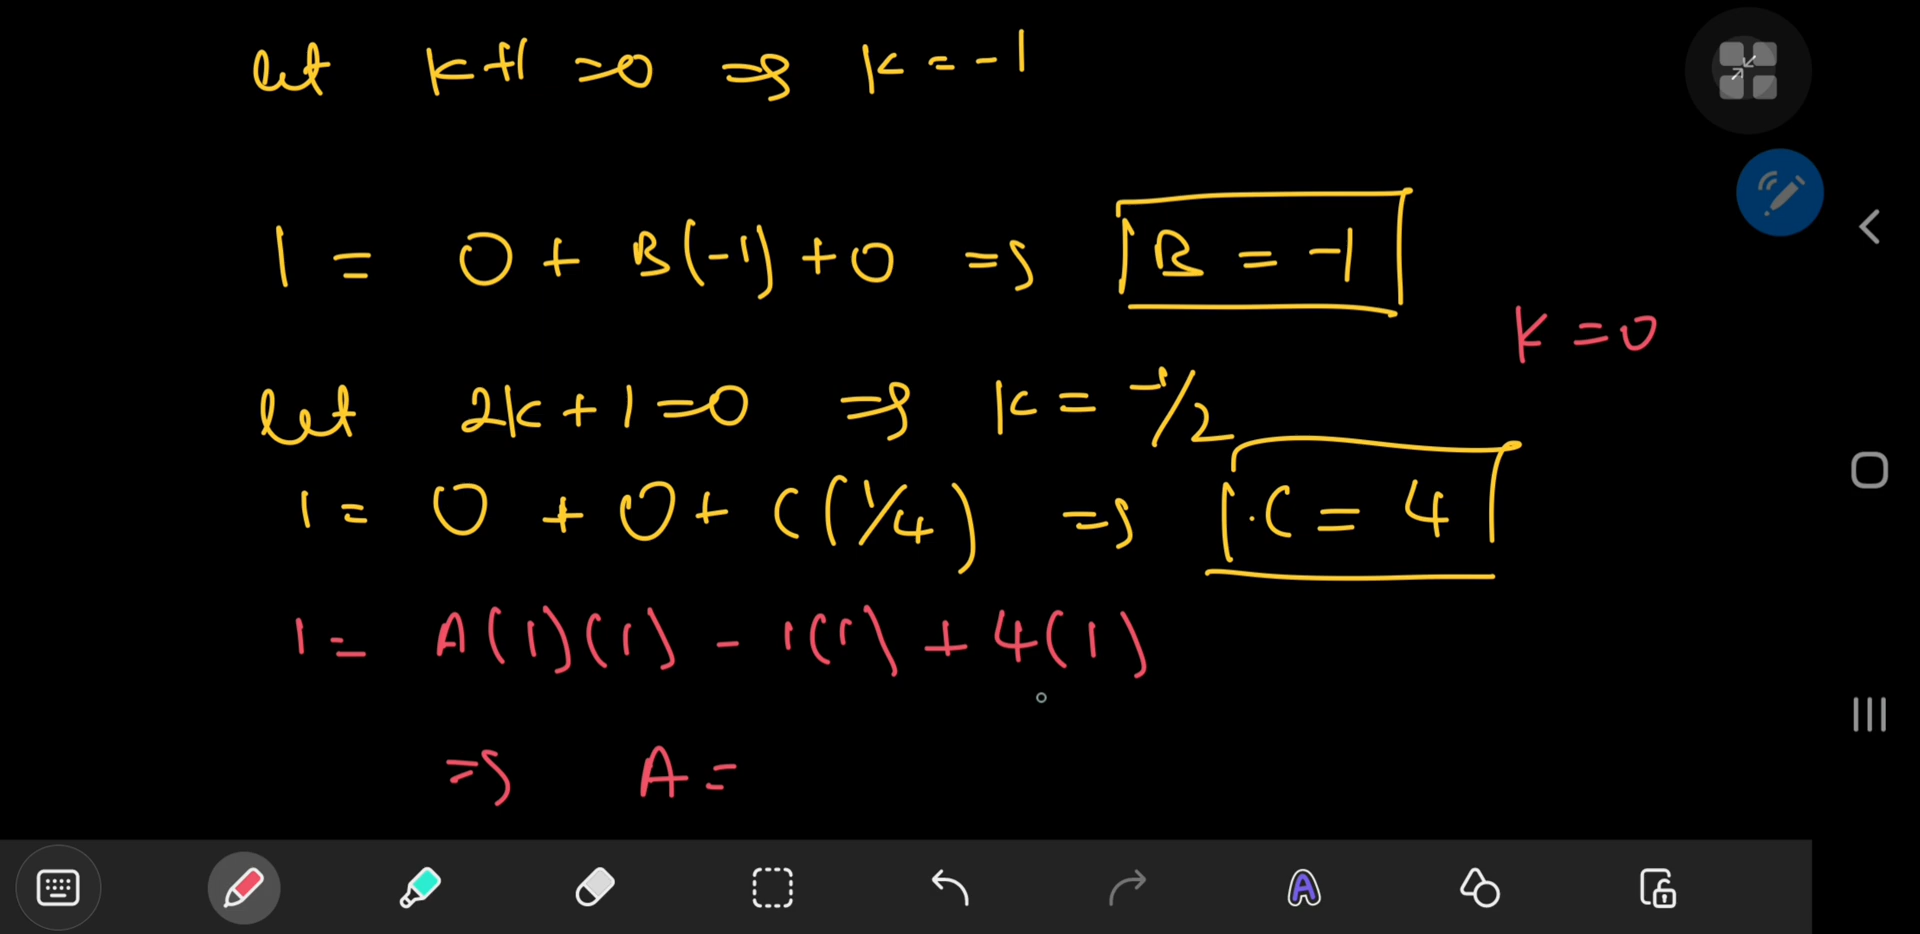 let k+1=0 => k=-1
1 = 0 + B(-1) + 0 => B = -1
k=0
let 2k+1=0 => k = -1/2
1 = 0 + 0 + C(1/4) => C = 4
1 = A(1)(1) - 1(1) + 4(1)
=> A =